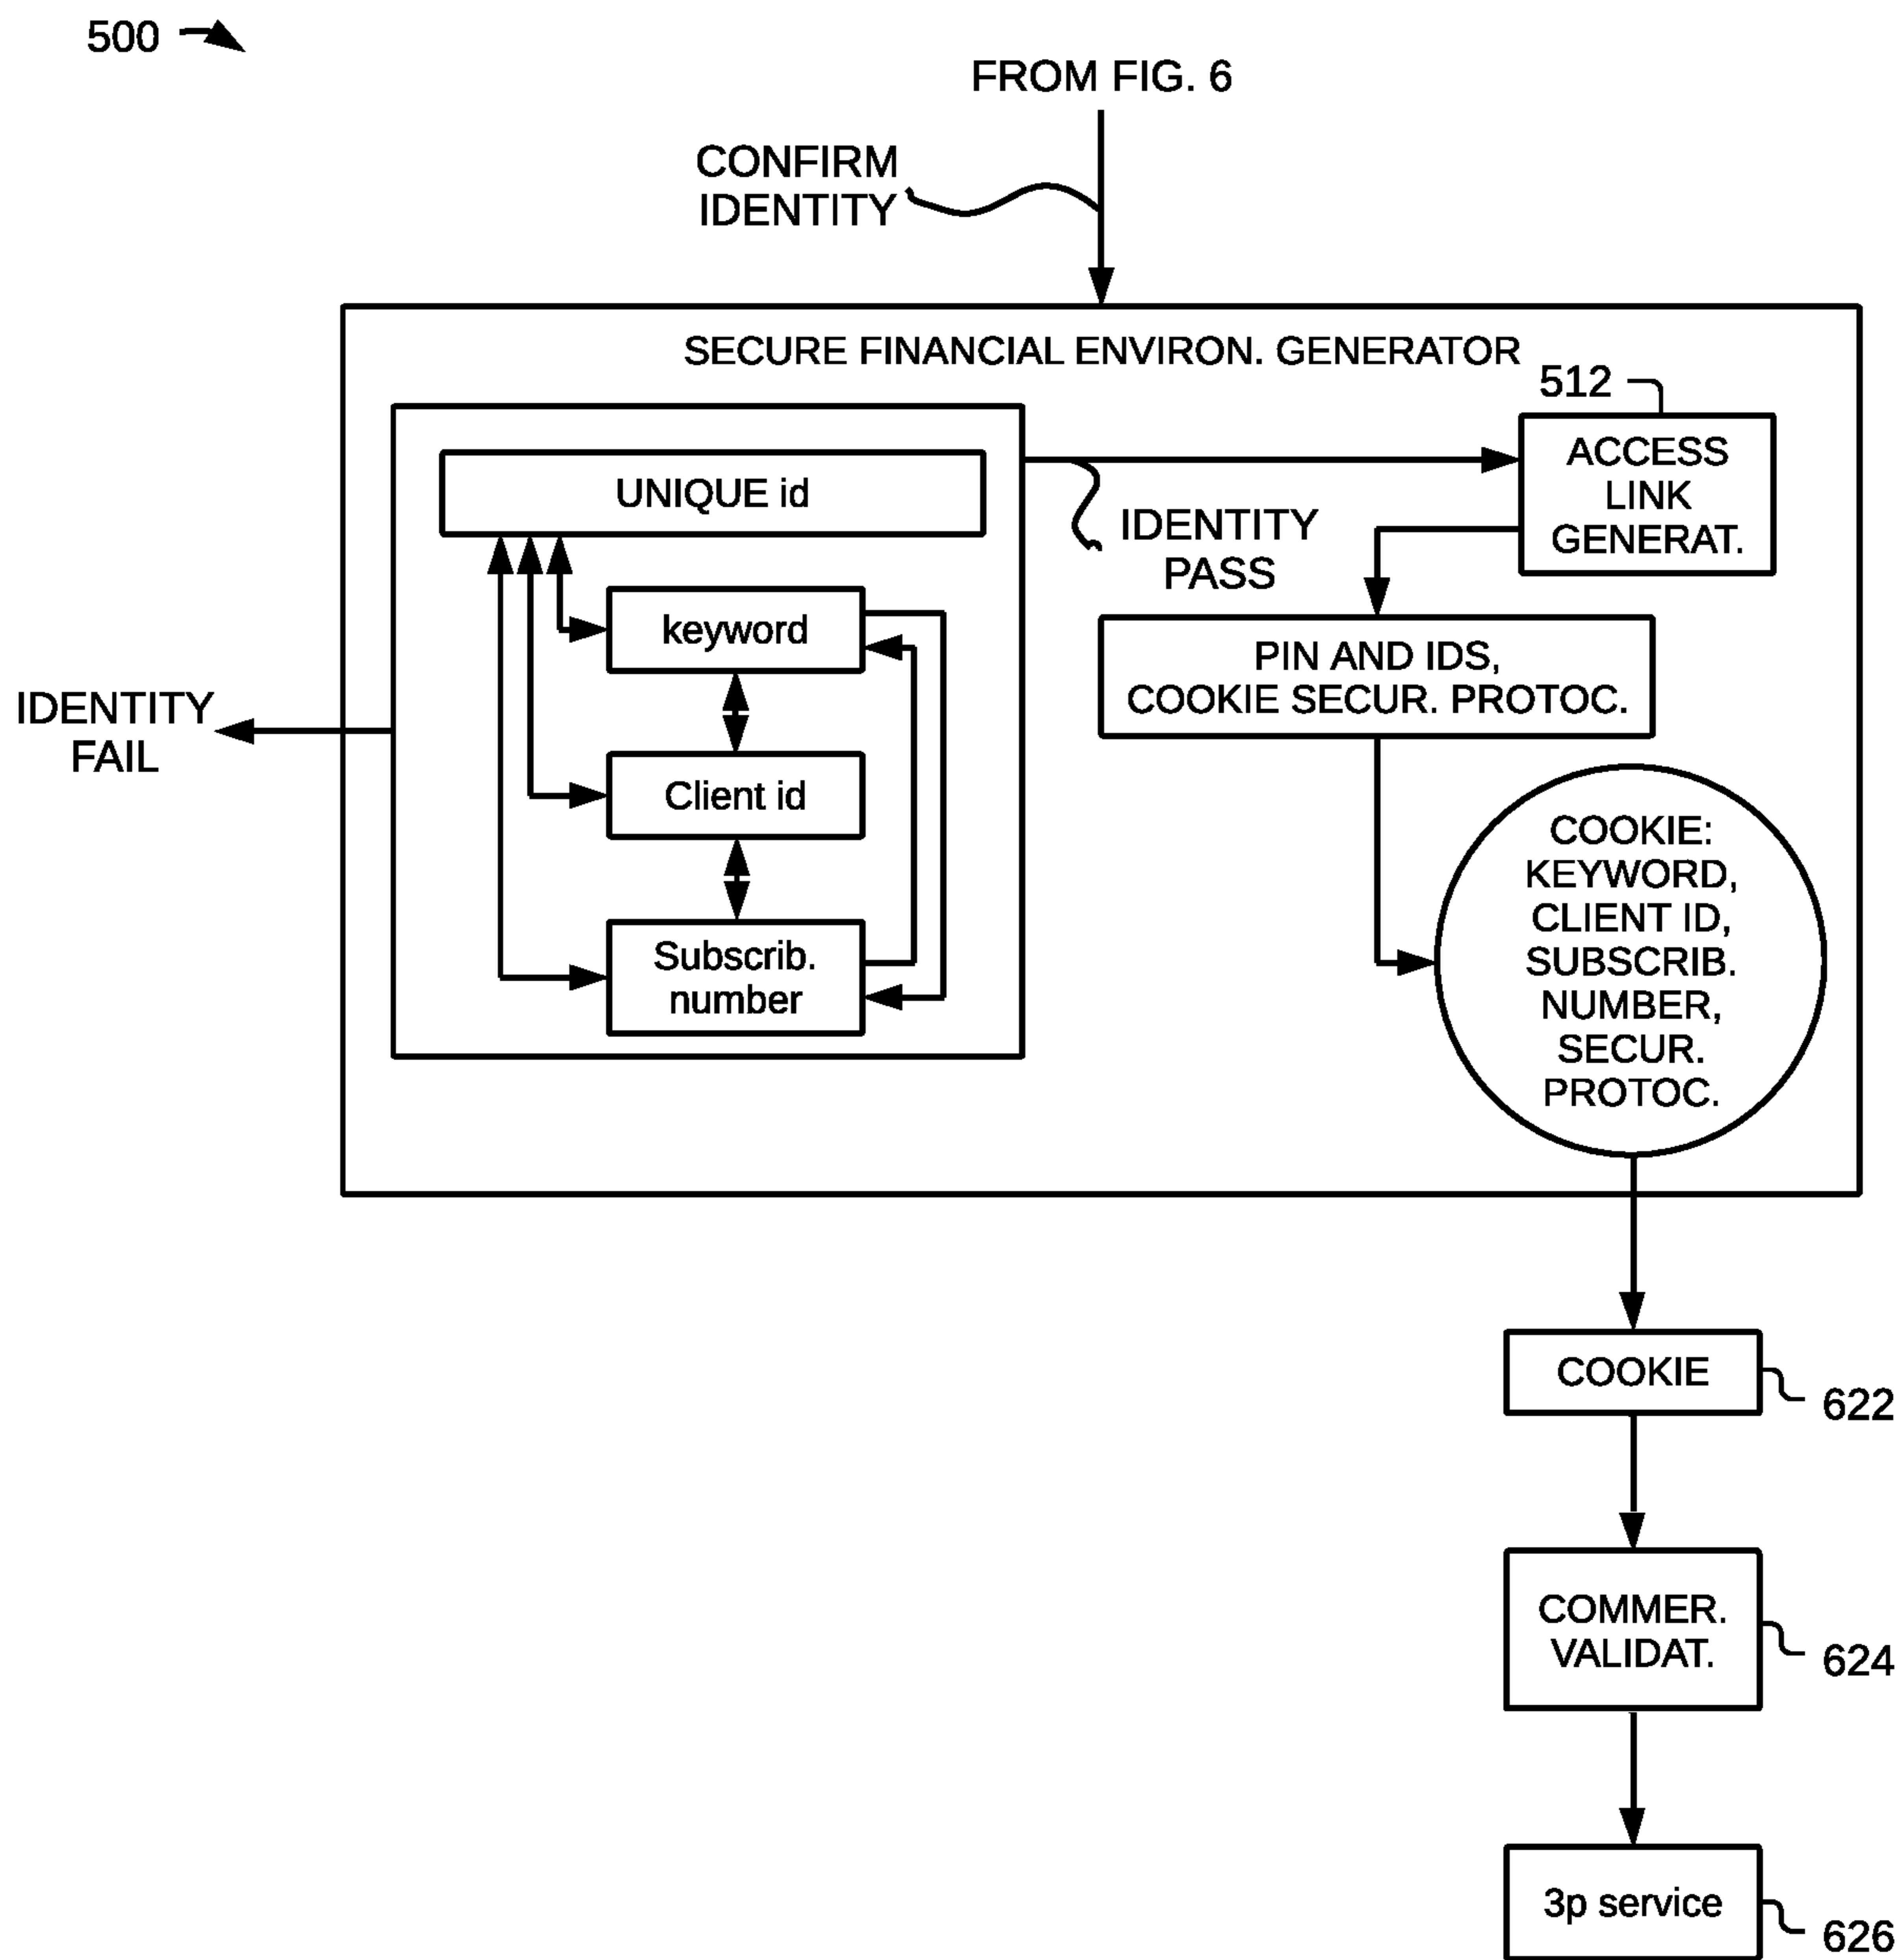 500
FROM FIG. 6
CONFIRM
IDENTITY
SECURE FINANCIAL ENVIRON. GENERATOR
512
UNIQUE id
ACCESS
LINK
GENERAT.
IDENTITY
PASS
keyword
PIN AND IDS,
COOKIE SECUR. PROTOC.
IDENTITY
FAIL
Client id
Subscrib.
number
COOKIE:
KEYWORD,
CLIENT ID,
SUBSCRIB.
NUMBER,
SECUR.
PROTOC.
COOKIE
622
COMMER.
VALIDAT.
624
3p service
626